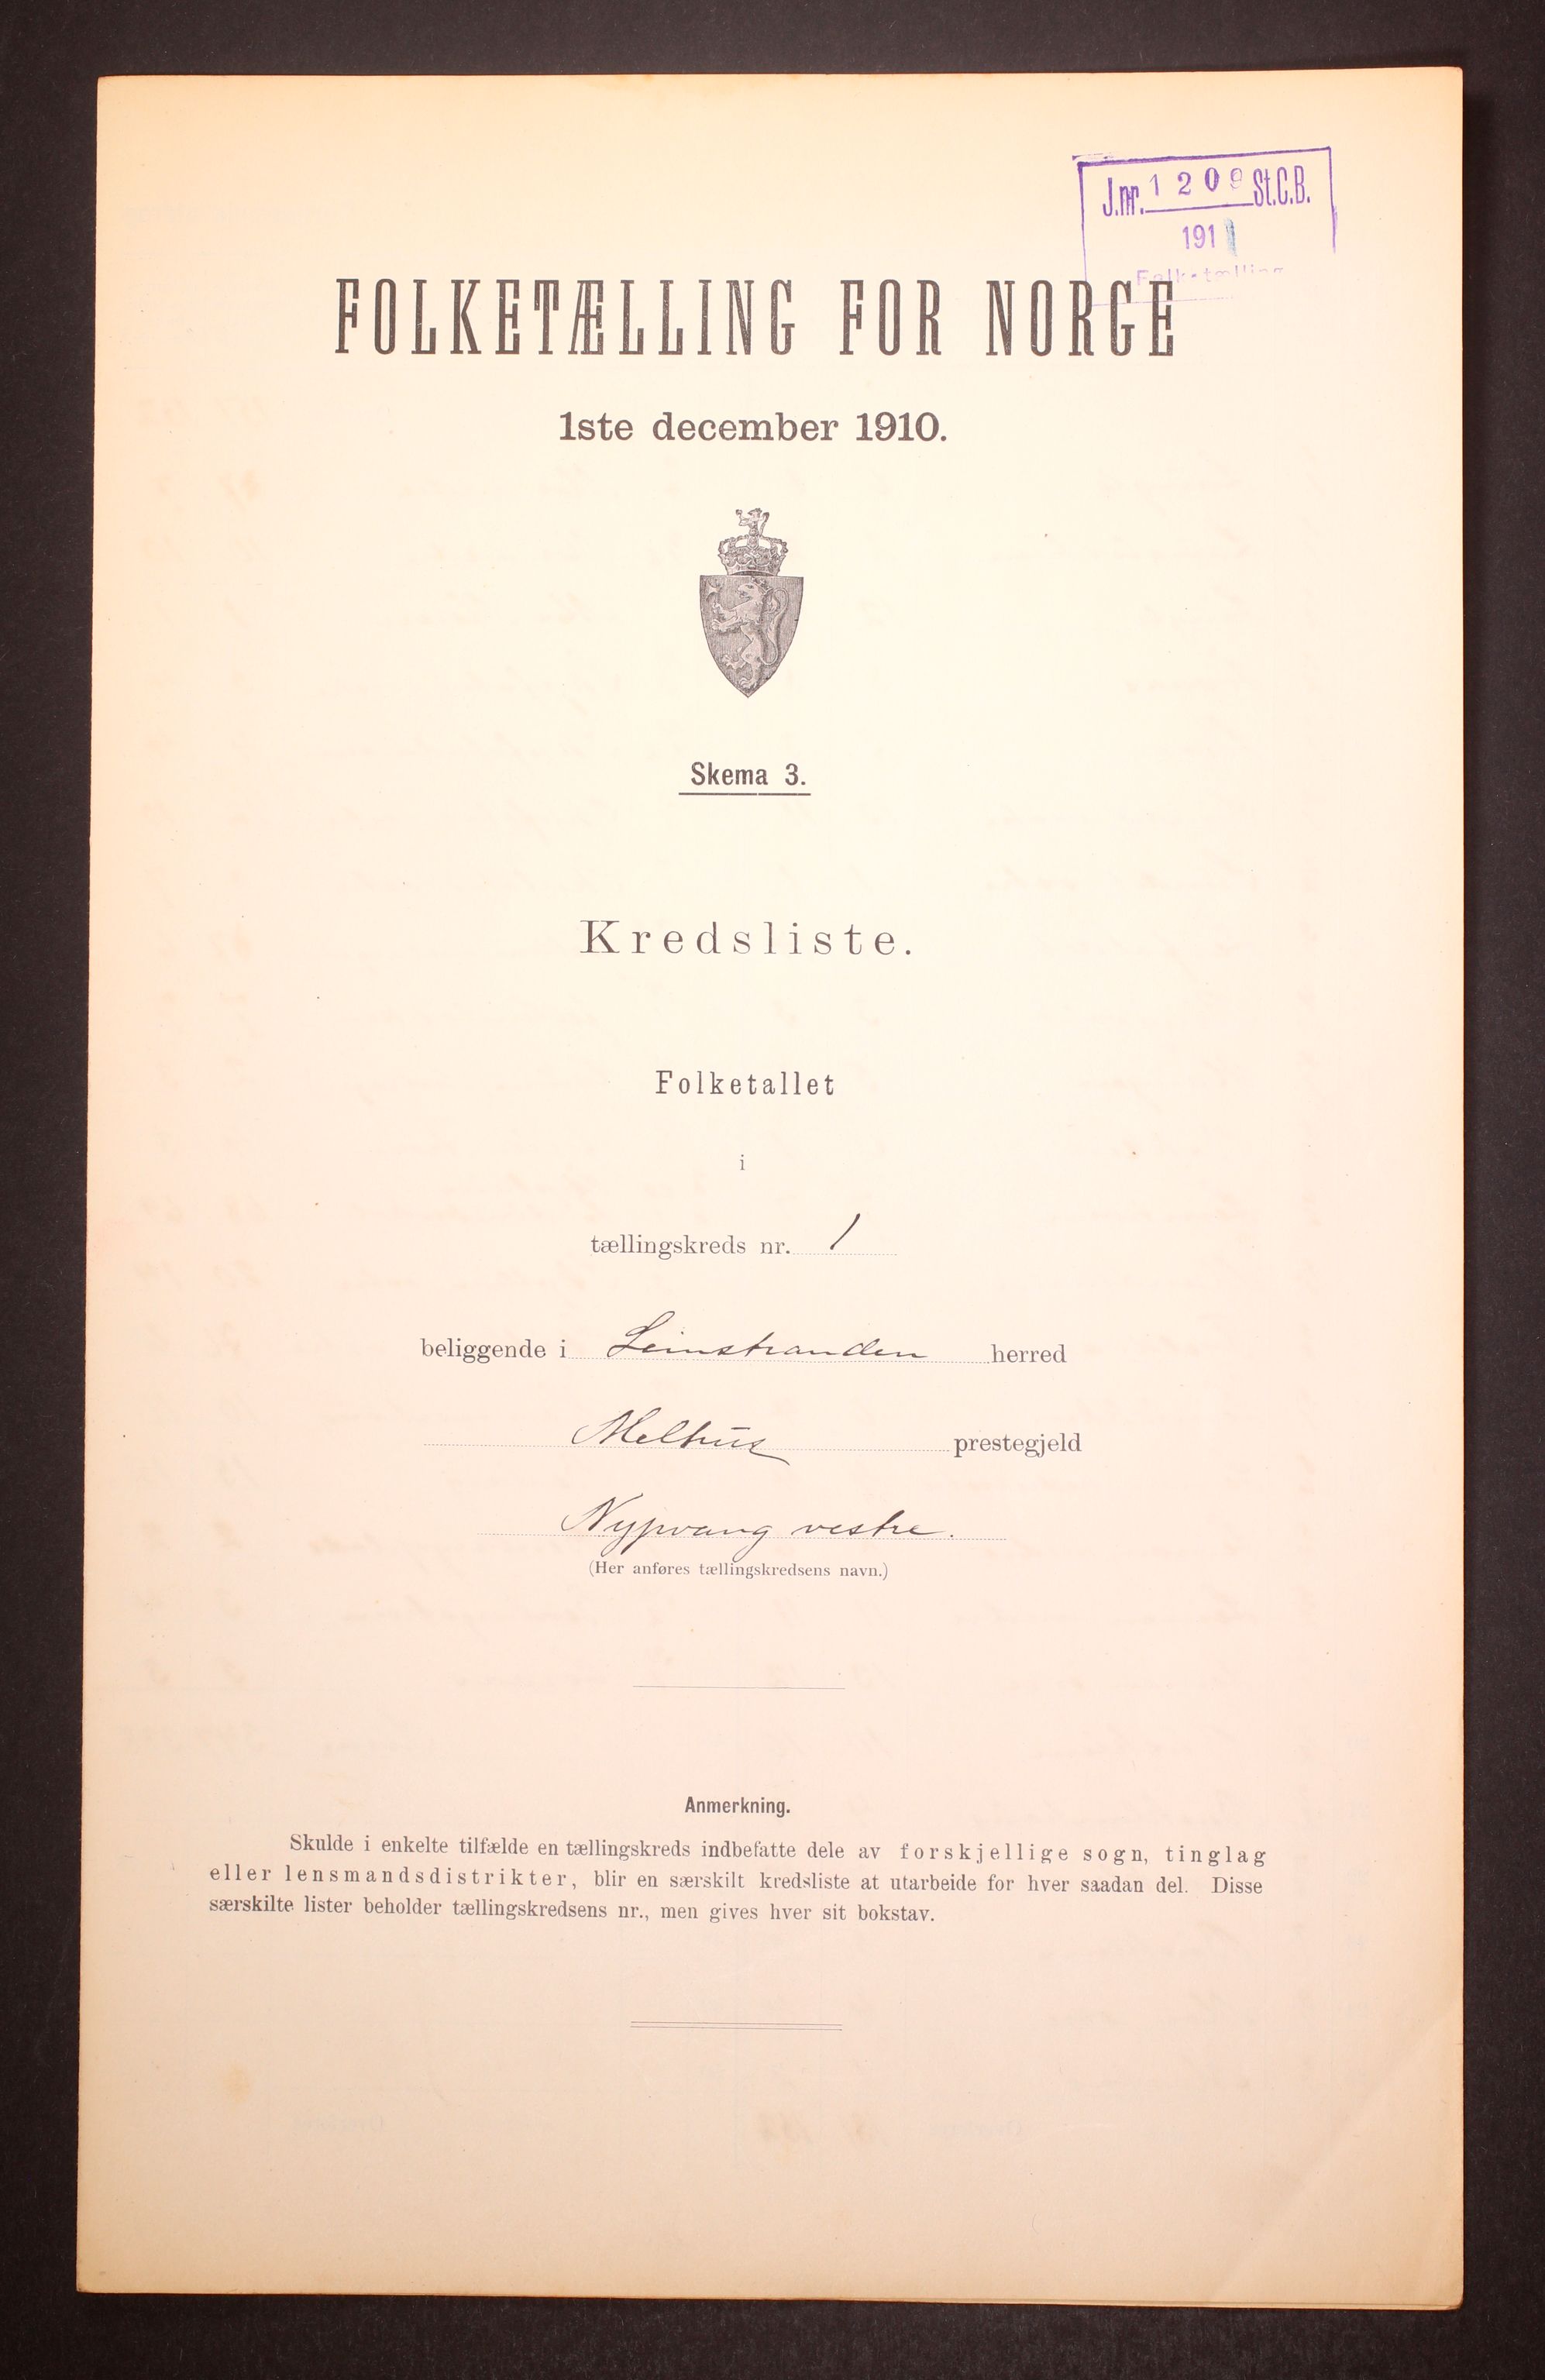 J.nr. 1209 St.C.B.
191
Folketælling
FOLKETÆLLING FOR NORGE
1ste december 1910.
Skema 3.
Kredsliste.
Folketallet
i
tællingskreds nr. 1
beliggende i Leinstranden herred
Melhus prestegjeld
Nypvang vestre.
(Her anføres tællingskredsens navn.)
Anmerkning.
Skulde i enkelte tilfælde en tællingskreds indbefatte dele av forskjellige sogn, tinglag
eller lensmandsdistrikter, blir en særskilt kredsliste at utarbeide for hver saadan del. Disse
særskilte lister beholder tællingskredsens nr., men gives hver sit bokstav.